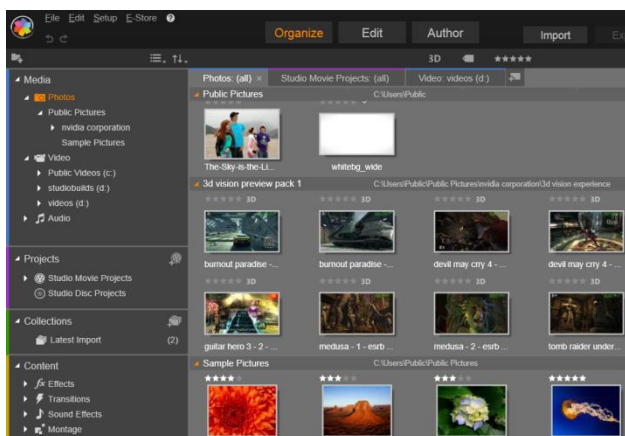 File Edit Setup E-Store ?
Organize Edit Author Import Ex
3D
Media
Photos
Public Pictures
nvidia corporation
Sample Pictures
Video
Public Videos (c:)
studiobuilds (d:)
videos (d:)
Audio
Projects
Studio Movie Projects
Studio Disc Projects
Collections
Latest Import (2)
Content
fx Effects
Transitions
Sound Effects
Montage
Photos: (all) × Studio Movie Projects: (all) Video: videos (d:)
Public Pictures C:\Users\Public
The-Sky-is-the-Li... whitebg_wide
3d vision preview pack 1 C:\Users\Public\Public Pictures\nvidia corporation\3d vision experience
3D 3D 3D 3D
burnout paradise -... burnout paradise -... devil may crry 4 - ... devil may crry 4 -...
3D 3D 3D 3D
guitar hero 3 - 2 - ... medusa - 1 - esrb ... medusa - 2 - esrb ... tomb raider under...
Sample Pictures C:\Users\Public\Public Pictures